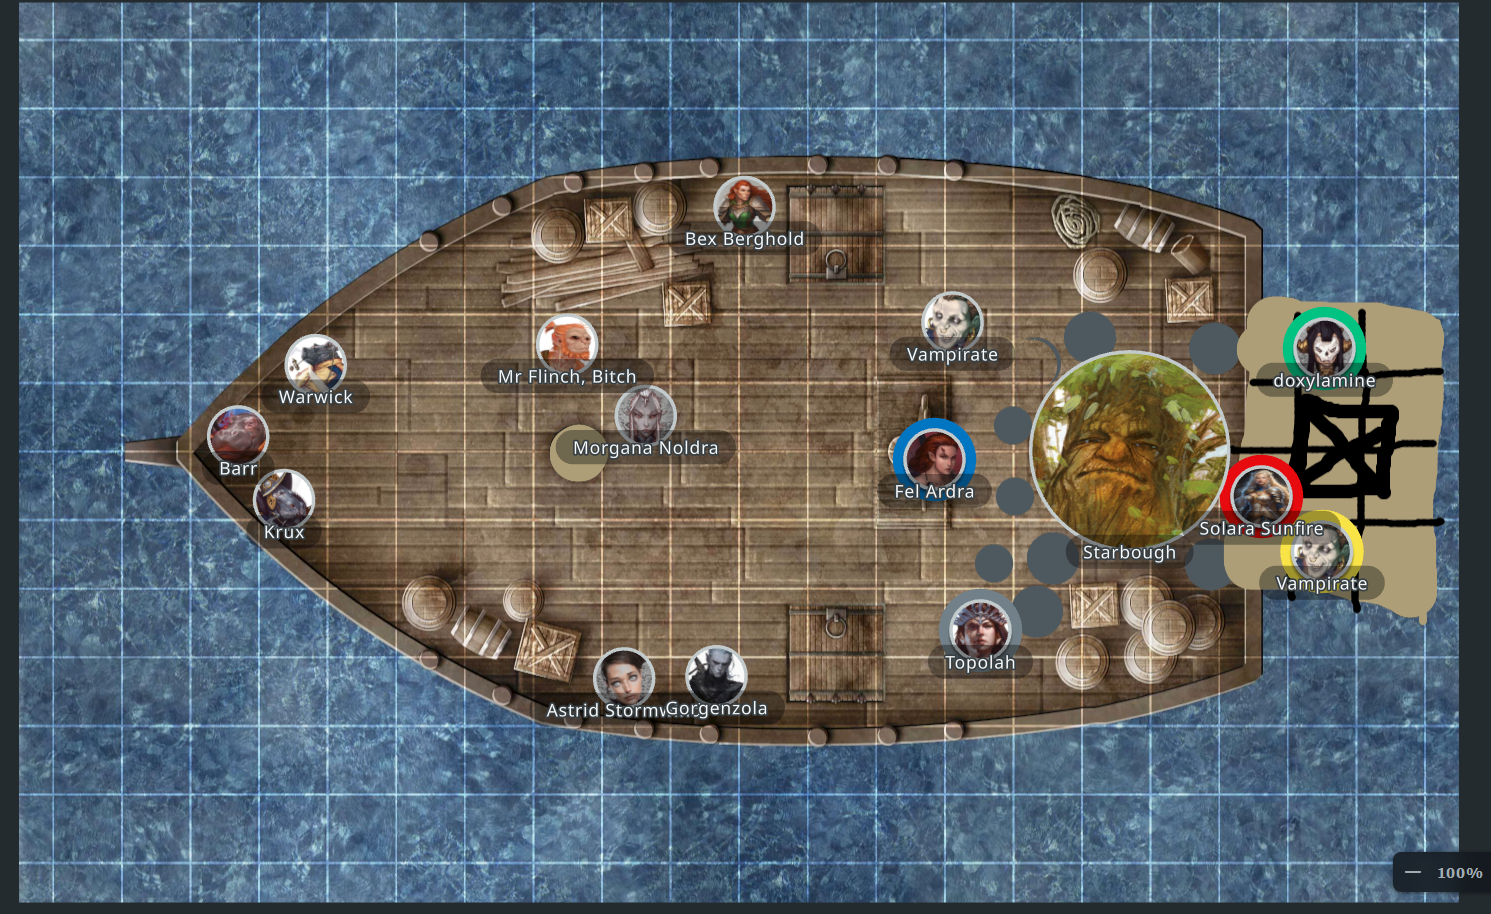 Bex Berghold
Vampirate
Mr Flinch, Bitch
doxylamine
Warwick
Morgana Noldra
Barr
Fel Ardra
Krux
Solara Sunfire
Starbough
Vampirate
Topolah
Astrid
Gorgenzola
100%